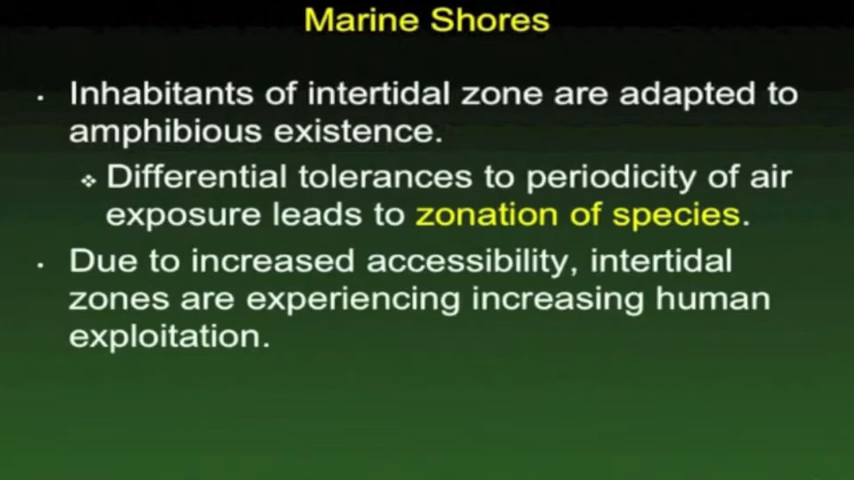 Marine Shores
· Inhabitants of intertidal zone are adapted to
amphibious existence.
❖ Differential tolerances to periodicity of air
exposure leads to zonation of species.
· Due to increased accessibility, intertidal
zones are experiencing increasing human
exploitation.